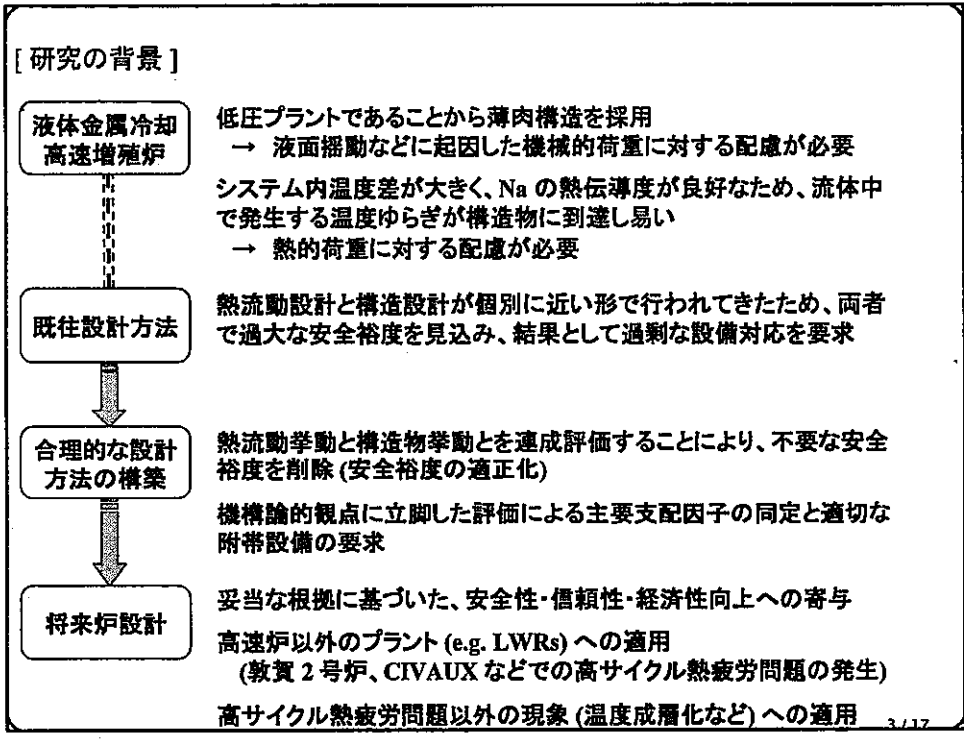 [ 研究の背景 ]
液体金属冷却
高速増殖炉
低圧プラントであることから薄肉構造を採用
→ 液面揺動などに起因した機械的荷重に対する配慮が必要
システム内温度差が大きく、Na の熱伝導度が良好なため、流体中
で発生する温度ゆらぎが構造物に到達し易い
→ 熱的荷重に対する配慮が必要
既往設計方法
熱流動設計と構造設計が個別に近い形で行われてきたため、両者
で過大な安全裕度を見込み、結果として過剰な設備対応を要求
合理的な設計
方法の構築
熱流動挙動と構造物挙動とを連成評価することにより、不要な安全
裕度を削除 (安全裕度の適正化)
機構論的観点に立脚した評価による主要支配因子の同定と適切な
附帯設備の要求
将来炉設計
妥当な根拠に基づいた、安全性・信頼性・経済性向上への寄与
高速炉以外のプラント (e.g. LWRs) への適用
(敦賀 2 号炉、CIVAUX などでの高サイクル熱疲労問題の発生)
高サイクル熱疲労問題以外の現象 (温度成層化など) への適用
3 / 17